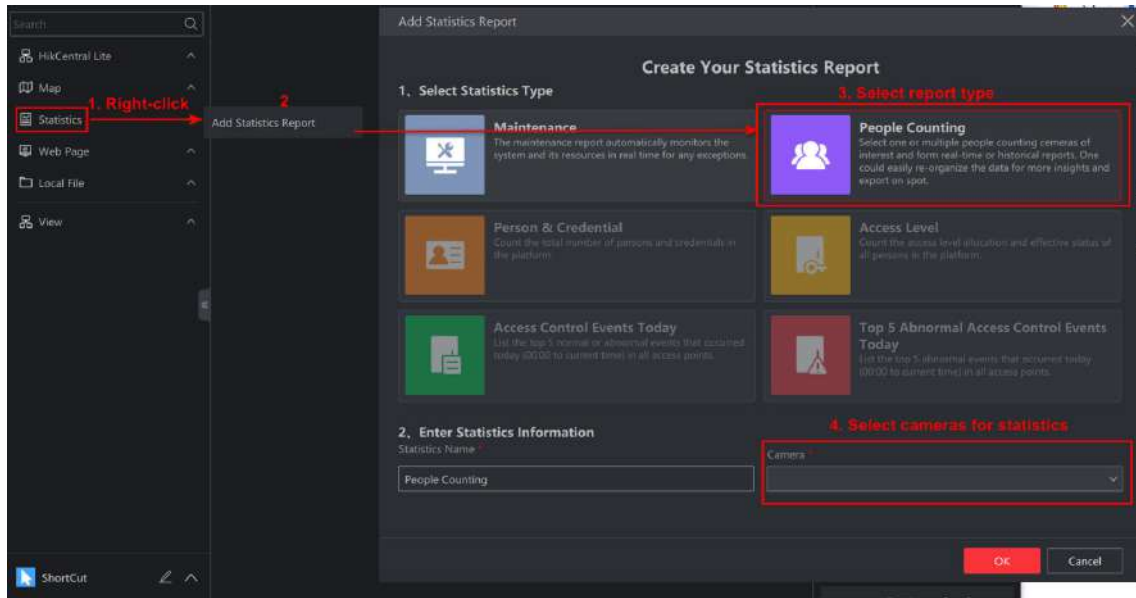 Search
HikCentral Lite
Map
Statistics
Web Page
Local File
View
ShortCut
1. Right-click
2
Add Statistics Report
Add Statistics Report
Create Your Statistics Report
1、Select Statistics Type
3. Select report type
Maintenance
The maintenance report automatically monitors the
system and its resources in real time for any exceptions.
People Counting
Select one or multiple people counting cemeras of
interest and form real-time or historical reports. One
could easily re-organize the data for more insights and
export on spot.
Person & Credential
Count the total number of persons and credentials in
the platform.
Access Level
Count the access level allocation and effective status of
all persons in the platform.
Access Control Events Today
List the top 5 normal or abnormal events that occurred
today (00:00 to current time) in all access points.
Top 5 Abnormal Access Control Events
Today
List the top 5 abnormal events that occurred today
(00:00 to current time) in all access points.
2、Enter Statistics Information
4. Select cameras for statistics
Statistics Name *
People Counting
Camera *
OK
Cancel